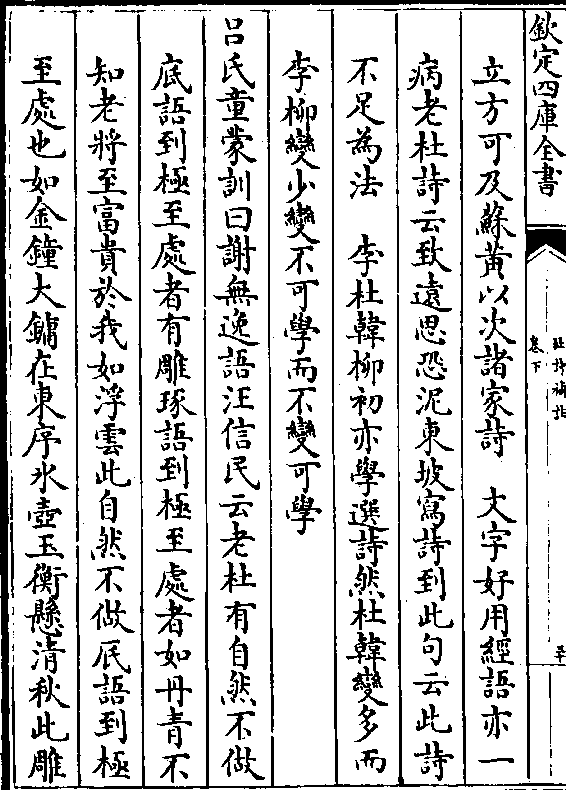 欽定四庫全書
卷下
立方可及蘇黃以次諸家詩　文字好用經語亦一
病老杜詩云致遠思恐泥東坡寫詩到此句云此詩
不足為法　李杜韓柳初亦學選詩然杜韓變多而
李柳變少變不可學而不變可學
呂氏童蒙訓曰謝無逸語汪信民云老杜有自然不做
底語到極至處者有雕琢語到極至處者如丹青不
知老將至富貴於我如浮雲此自然不做底語到極
至處也如金鐘大鏞在東序氷壺玉衡懸清秋此雕